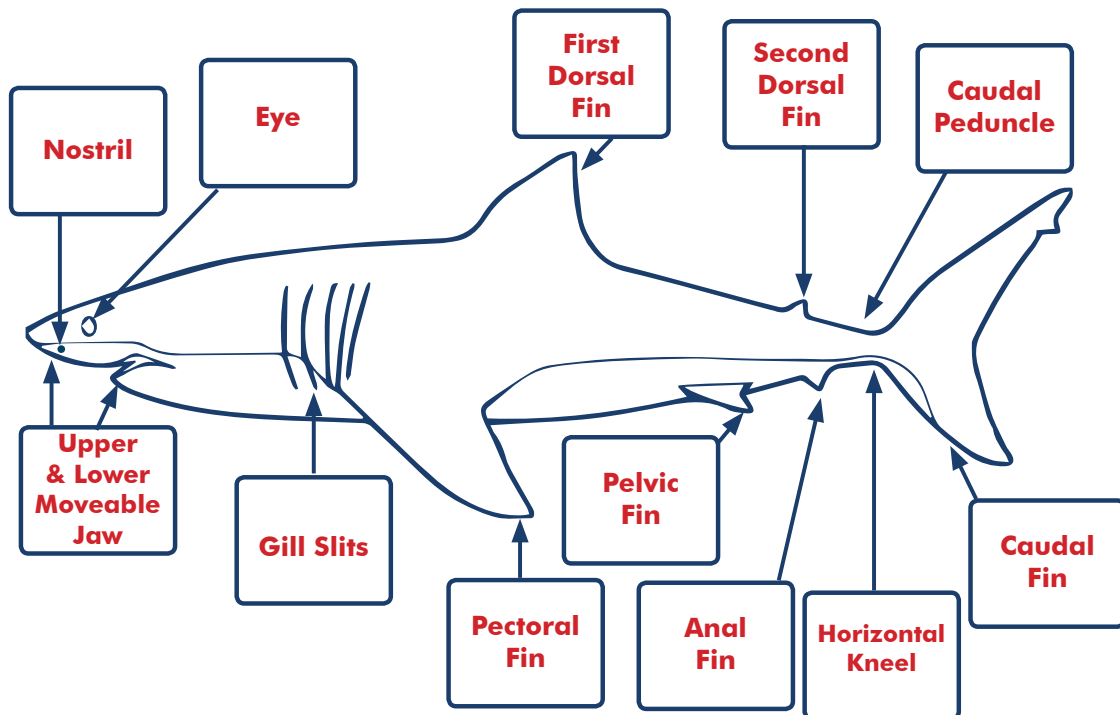 First
Dorsal
Fin
Second
Dorsal
Fin
Caudal
Peduncle
Eye
Nostril
Upper
& Lower
Moveable
Jaw
Gill Slits
Pectoral
Fin
Pelvic
Fin
Anal
Fin
Horizontal
Kneel
Caudal
Fin